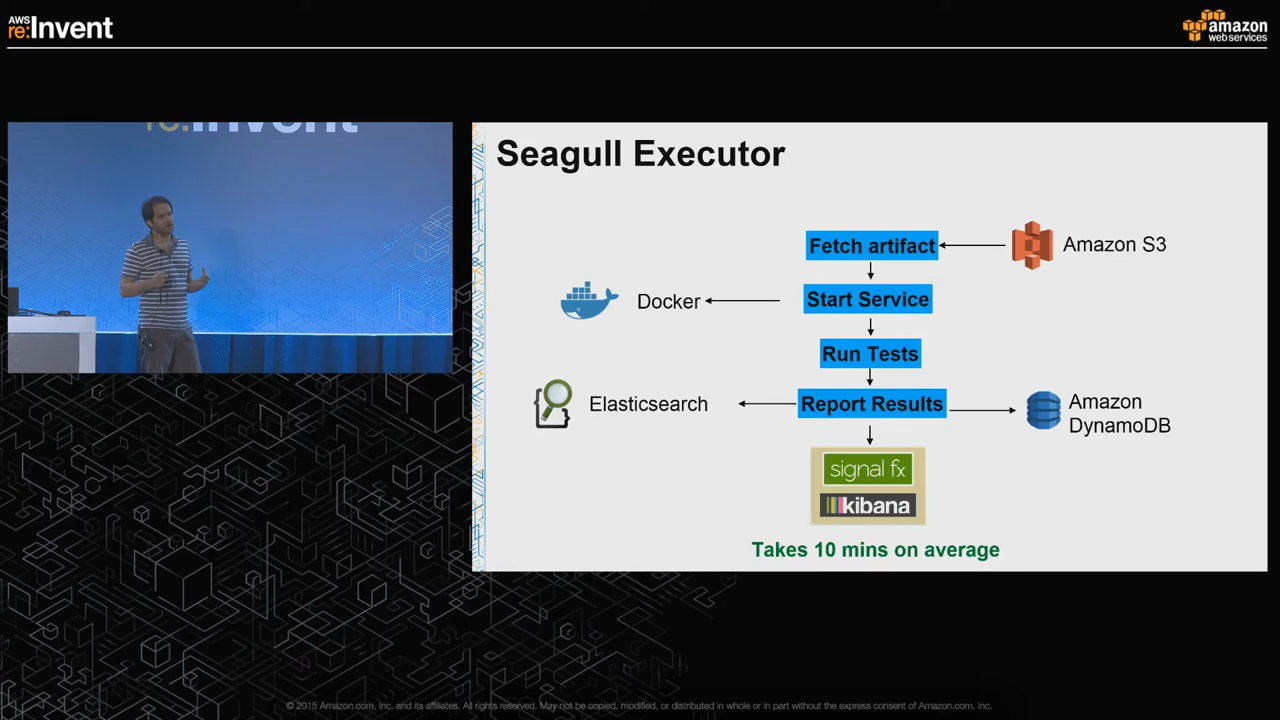 AWS
re:Invent
amazon
web services
re:Invent
Seagull Executor
Fetch artifact
Amazon S3
Docker
Start Service
Run Tests
Elasticsearch
Report Results
Amazon
DynamoDB
signal fx
kibana
Takes 10 mins on average
© 2015 Amazon.com, Inc. and its affiliates. All rights reserved. May not be copied, modified, or distributed in whole or in part without the express consent of Amazon.com, inc.